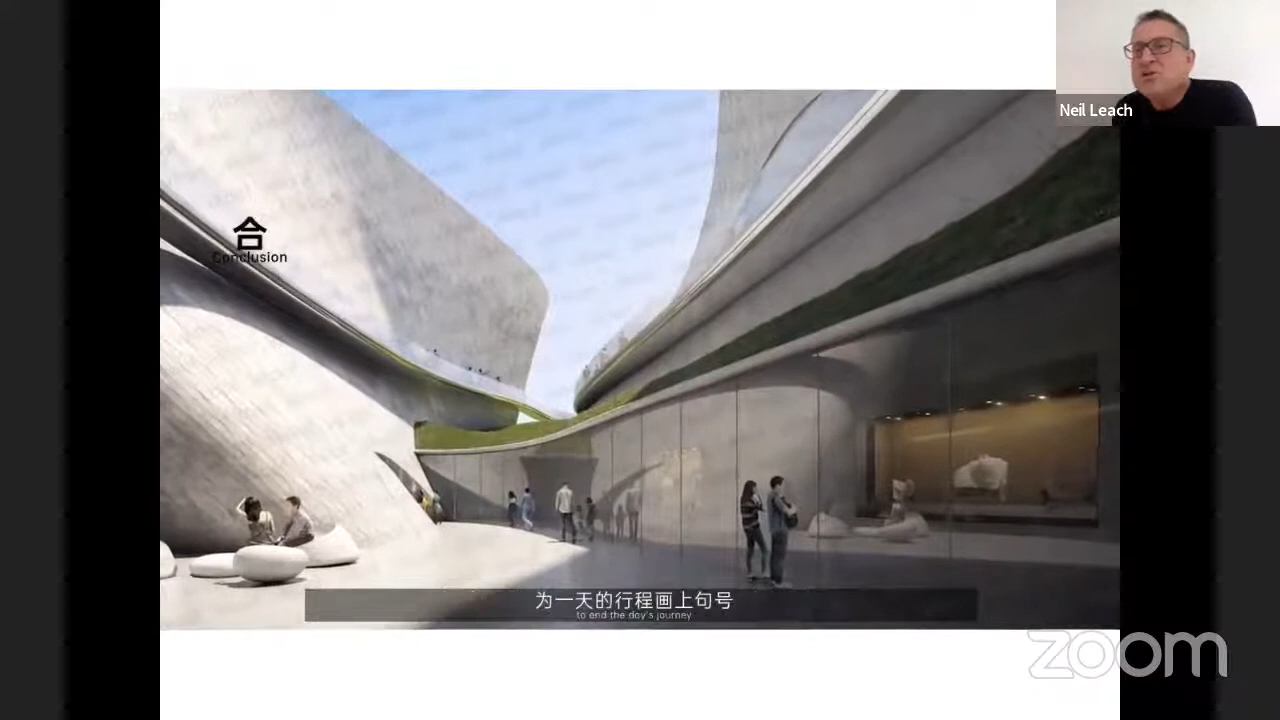 Neil Leach
合
Conclusion
为一天的行程画上句号
to end the day's journey
zoom